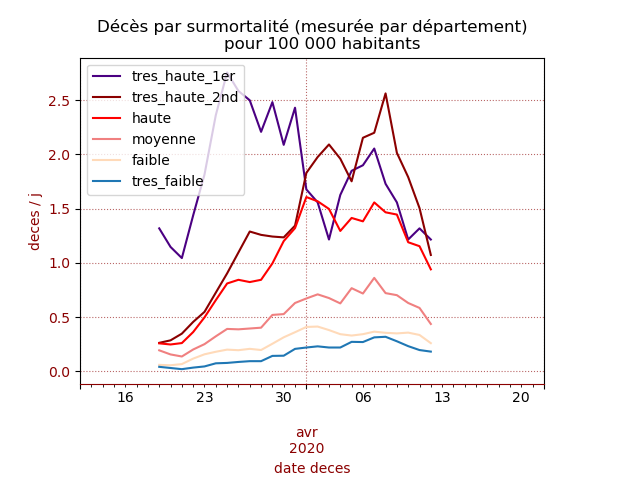 Décès par surmortalité (mesurée par département)
pour 100 000 habitants
tres_haute_1er
tres_haute_2nd
haute
moyenne
faible
tres_faible
2.5
2.0
1.5
1.0
0.5
0.0
deces / j
16 23 30 06 13 20
avr
2020
date deces